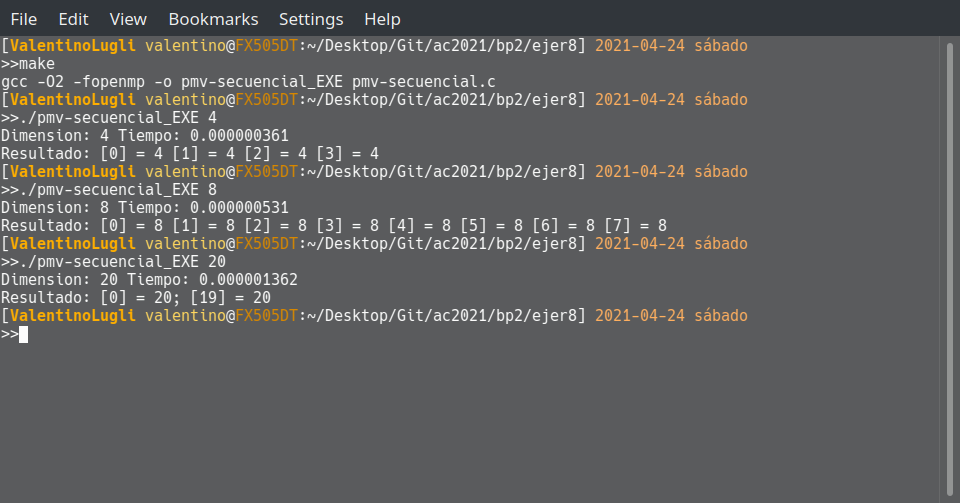 File Edit View Bookmarks Settings Help
[ValentinoLugli valentino@FX505DT:~/Desktop/Git/ac2021/bp2/ejer8] 2021-04-24 sábado
>>make
gcc -O2 -fopenmp -o pmv-secuencial_EXE pmv-secuencial.c
[ValentinoLugli valentino@FX505DT:~/Desktop/Git/ac2021/bp2/ejer8] 2021-04-24 sábado
>>./pmv-secuencial_EXE 4
Dimension: 4 Tiempo: 0.000000361
Resultado: [0] = 4 [1] = 4 [2] = 4 [3] = 4
[ValentinoLugli valentino@FX505DT:~/Desktop/Git/ac2021/bp2/ejer8] 2021-04-24 sábado
>>./pmv-secuencial_EXE 8
Dimension: 8 Tiempo: 0.000000531
Resultado: [0] = 8 [1] = 8 [2] = 8 [3] = 8 [4] = 8 [5] = 8 [6] = 8 [7] = 8
[ValentinoLugli valentino@FX505DT:~/Desktop/Git/ac2021/bp2/ejer8] 2021-04-24 sábado
>>./pmv-secuencial_EXE 20
Dimension: 20 Tiempo: 0.000001362
Resultado: [0] = 20; [19] = 20
[ValentinoLugli valentino@FX505DT:~/Desktop/Git/ac2021/bp2/ejer8] 2021-04-24 sábado
>>